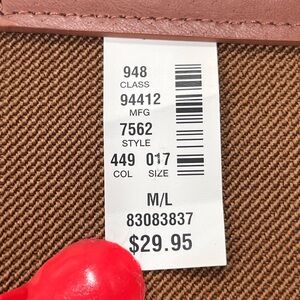 948
CLASS
94412
MFG
7562
STYLE
449 017
COL SIZE
M/L
83083837
$29.95